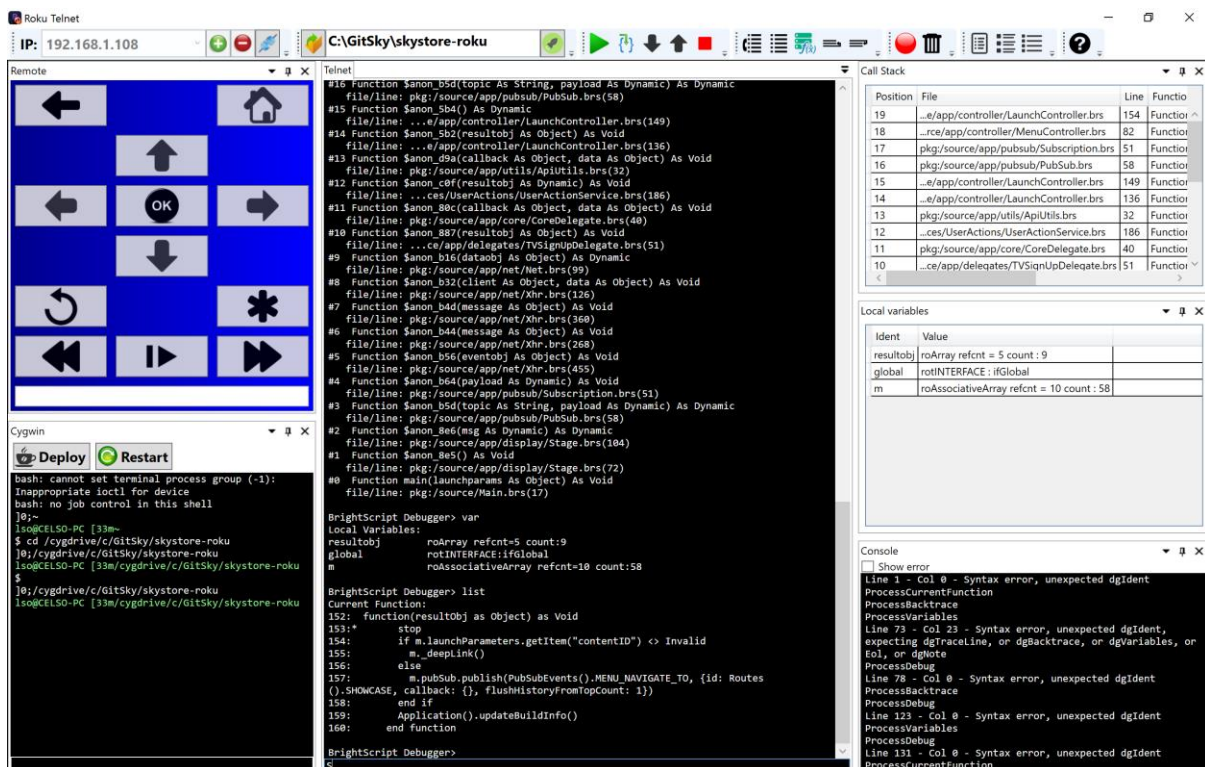 Roku Telnet
IP: 192.168.1.108
C:\GitSky\skystore-roku
Remote
OK
Cygwin
Deploy
Restart
bash: cannot set terminal process group (-1):
Inappropriate ioctl for device
bash: no job control in this shell
]0;~
lso@CELSO-PC [33m~
$ cd /cygdrive/c/GitSky/skystore-roku
]0;/cygdrive/c/GitSky/skystore-roku
lso@CELSO-PC [33m/cygdrive/c/GitSky/skystore-roku
$
]0;/cygdrive/c/GitSky/skystore-roku
lso@CELSO-PC [33m/cygdrive/c/GitSky/skystore-roku
Telnet
#16 Function $anon_b5d(topic As String, payload As Dynamic) As Dynamic
file/line: pkg:/source/app/pubsub/PubSub.brs(58)
#15 Function $anon_5b4() As Dynamic
file/line: ...e/app/controller/LaunchController.brs(149)
#14 Function $anon_5b2(resultobj As Object) As Void
file/line: ...e/app/controller/LaunchController.brs(136)
#13 Function $anon_d9a(callback As Object, data As Object) As Void
file/line: pkg:/source/app/utils/ApiUtils.brs(32)
#12 Function $anon_c0f(resultobj As Dynamic) As Void
file/line: ...ces/UserActions/UserActionService.brs(186)
#11 Function $anon_80c(callback As Object, data As Object) As Void
file/line: pkg:/source/app/core/CoreDelegate.brs(40)
#10 Function $anon_887(resultobj As Object) As Void
file/line: ...ce/app/delegates/TVSignUpDelegate.brs(51)
#9 Function $anon_b16(dataobj As Object) As Dynamic
file/line: pkg:/source/app/net/Net.brs(99)
#8 Function $anon_b32(client As Object, data As Object) As Void
file/line: pkg:/source/app/net/Xhr.brs(126)
#7 Function $anon_b4d(message As Object) As Void
file/line: pkg:/source/app/net/Xhr.brs(360)
#6 Function $anon_b44(message As Object) As Void
file/line: pkg:/source/app/net/Xhr.brs(268)
#5 Function $anon_b56(eventobj As Object) As Void
file/line: pkg:/source/app/net/Xhr.brs(455)
#4 Function $anon_b64(payload As Dynamic) As Void
file/line: pkg:/source/app/pubsub/Subscription.brs(51)
#3 Function $anon_b5d(topic As String, payload As Dynamic) As Dynamic
file/line: pkg:/source/app/pubsub/PubSub.brs(58)
#2 Function $anon_8e6(msg As Dynamic) As Dynamic
file/line: pkg:/source/app/display/Stage.brs(104)
#1 Function $anon_8e5() As Void
file/line: pkg:/source/app/display/Stage.brs(72)
#0 Function main(launchparams As Object) As Void
file/line: pkg:/source/Main.brs(17)
BrightScript Debugger> var
Local Variables:
resultobj roArray refcnt=5 count:9
global rotINTERFACE:ifGlobal
m roAssociativeArray refcnt=10 count:58
BrightScript Debugger> list
Current Function:
152: function(resultObj as Object) as Void
153:* stop
154: if m.launchParameters.getItem("contentID") <> Invalid
155: m._deepLink()
156: else
157: m.pubSub.publish(PubSubEvents().MENU_NAVIGATE_TO, {id: Routes
().SHOWCASE, callback: {}, flushHistoryFromTopCount: 1})
158: end if
159: Application().updateBuildInfo()
160: end function
BrightScript Debugger>
Call Stack
Position File Line Functio
19 ...e/app/controller/LaunchController.brs 154 Function
18 ...rce/app/controller/MenuController.brs 82 Function
17 pkg:/source/app/pubsub/Subscription.brs 51 Function
16 pkg:/source/app/pubsub/PubSub.brs 58 Function
15 ...e/app/controller/LaunchController.brs 149 Function
14 ...e/app/controller/LaunchController.brs 136 Function
13 pkg:/source/app/utils/ApiUtils.brs 32 Function
12 ...ces/UserActions/UserActionService.brs 186 Function
11 pkg:/source/app/core/CoreDelegate.brs 40 Function
10 ...ce/app/delegates/TVSignUpDelegate.brs 51 Function
Local variables
Ident Value
resultobj roArray refcnt = 5 count : 9
global rotINTERFACE : ifGlobal
m roAssociativeArray refcnt = 10 count : 58
Console
Show error
Line 1 - Col 0 - Syntax error, unexpected dgIdent
ProcessCurrentFunction
ProcessBacktrace
ProcessVariables
Line 73 - Col 23 - Syntax error, unexpected dgIdent,
expecting dgTraceLine, or dgBacktrace, or dgVariables, or
Eol, or dgNote
ProcessDebug
Line 78 - Col 0 - Syntax error, unexpected dgIdent
ProcessBacktrace
ProcessDebug
Line 123 - Col 0 - Syntax error, unexpected dgIdent
ProcessVariables
ProcessDebug
Line 131 - Col 0 - Syntax error, unexpected dgIdent
ProcessCurrentFunction